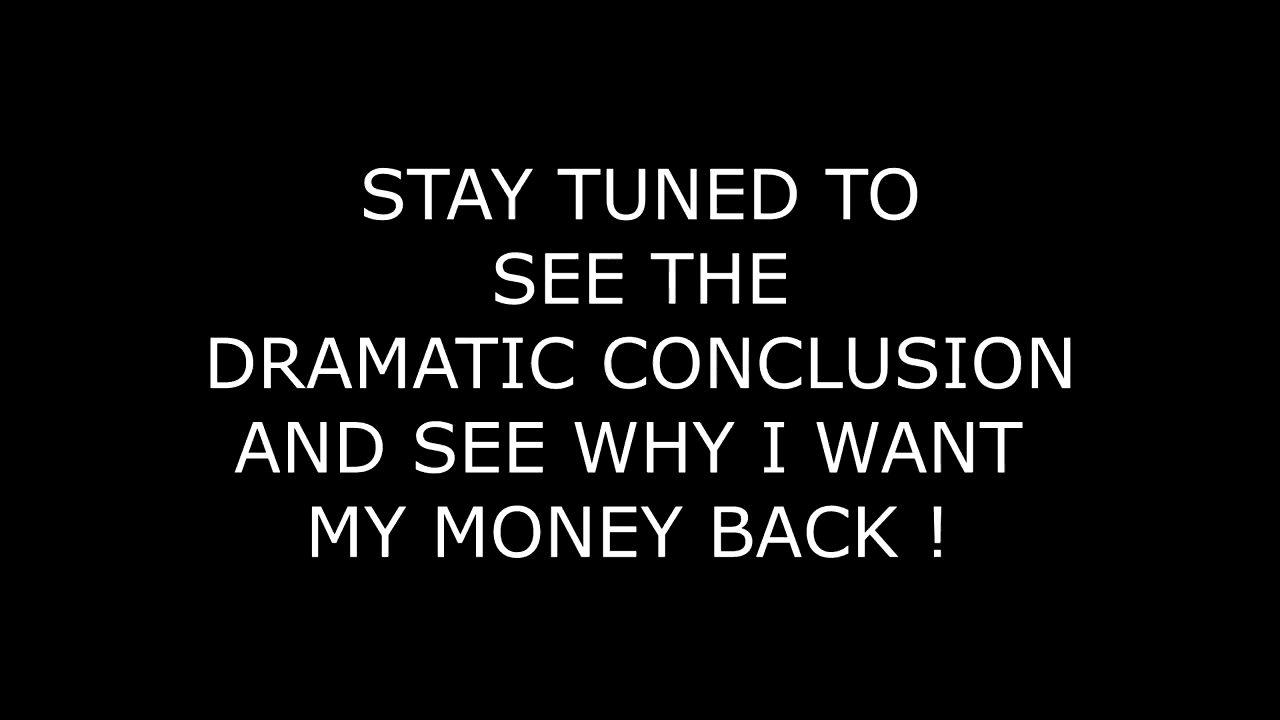 STAY TUNED TO
SEE THE
DRAMATIC CONCLUSION
AND SEE WHY I WANT
MY MONEY BACK !